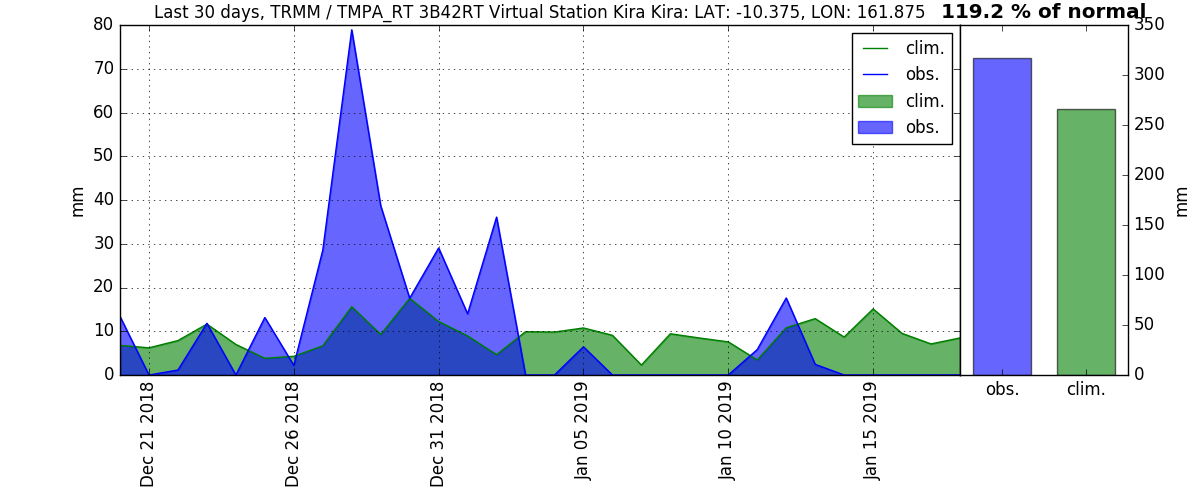 Last 30 days, TRMM / TMPA_RT 3B42RT Virtual Station Kira Kira: LAT: -10.375, LON: 161.875 119.2 % of normal
80
70
60
50
40
30
20
10
0
mm
clim.
obs.
clim.
obs.
Dec 21 2018
Dec 26 2018
Dec 31 2018
Jan 05 2019
Jan 10 2019
Jan 15 2019
350
300
250
200
150
100
50
0
mm
obs. clim.